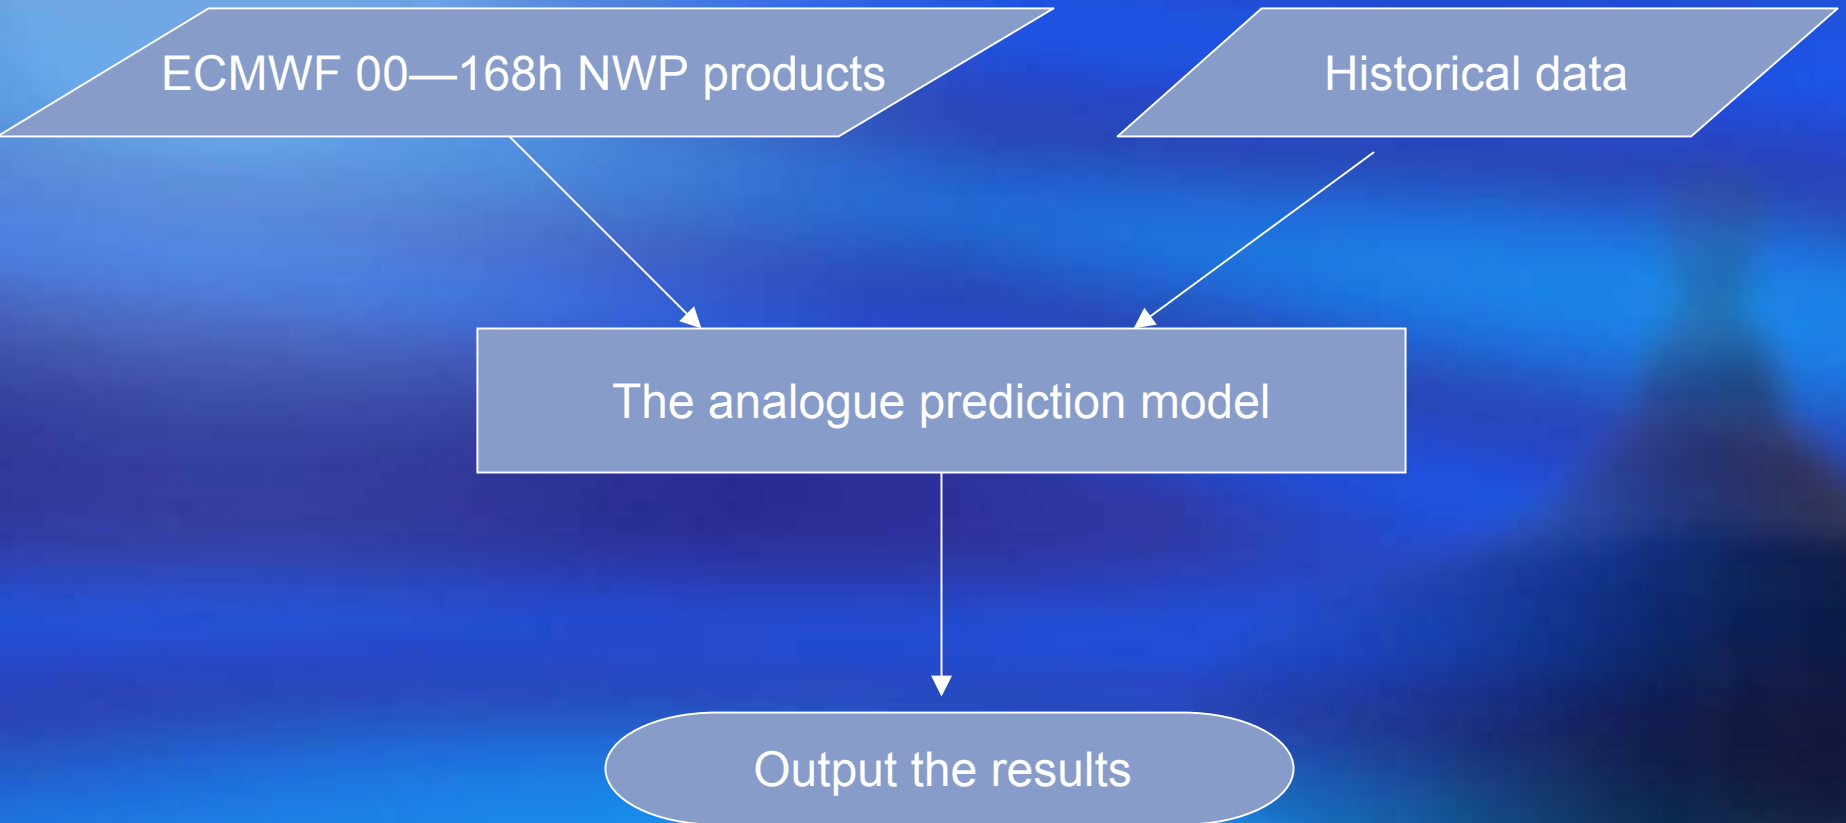 ECMWF 00—168h NWP products
Historical data
The analogue prediction model
Output the results